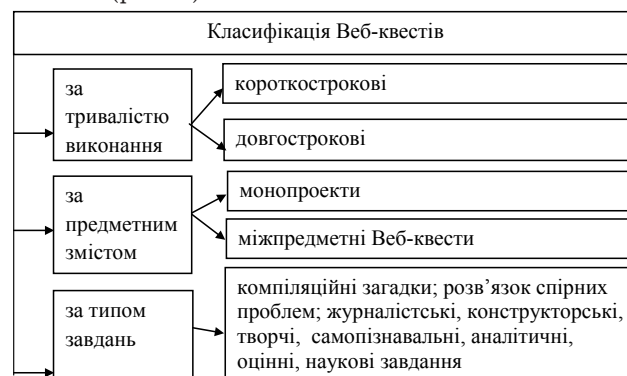 Класифікація Веб-квестів
за
тривалістю
виконання
короткострокові
довгострокові
за
предметним
змістом
монопроекти
міжпредметні Веб-квести
за типом
завдань
компіляційні загадки; розв’язок спірних
проблем; журналістські, конструкторські,
творчі, самопізнавальні, аналітичні,
оцінні, наукові завдання